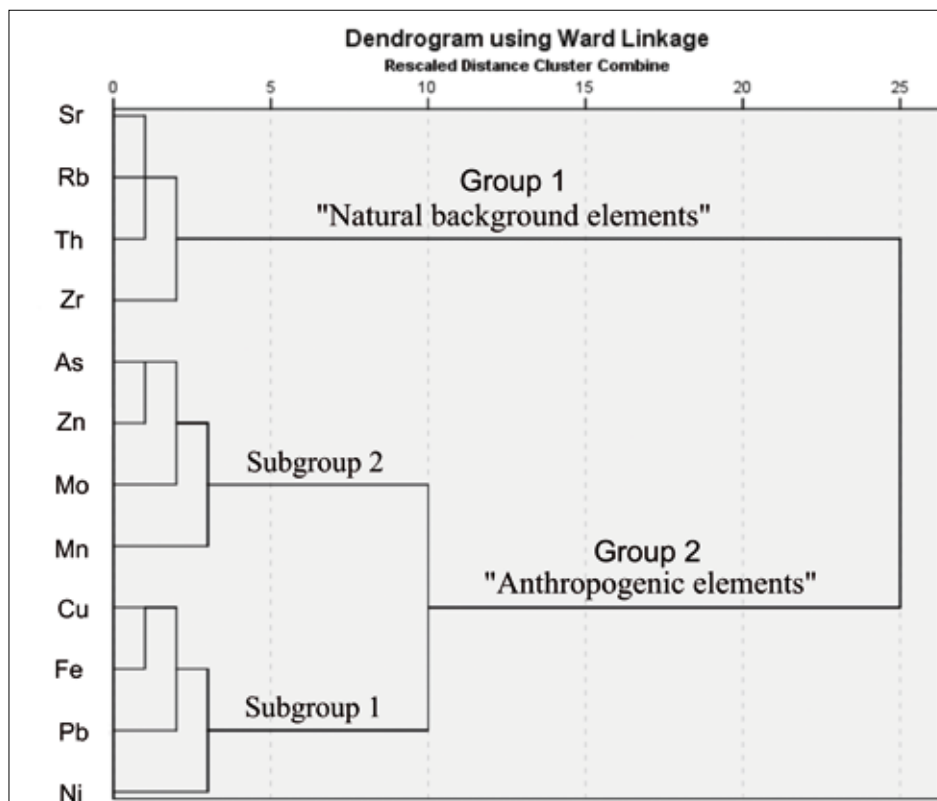 Dendrogram using Ward Linkage
Rescaled Distance Cluster Combine
0 5 10 15 20 25
Sr
Rb
Group 1
"Natural background elements"
Th
Zr
As
Zn
Subgroup 2
Mo
Mn
Group 2
"Anthropogenic elements"
Cu
Fe
Subgroup 1
Pb
Ni